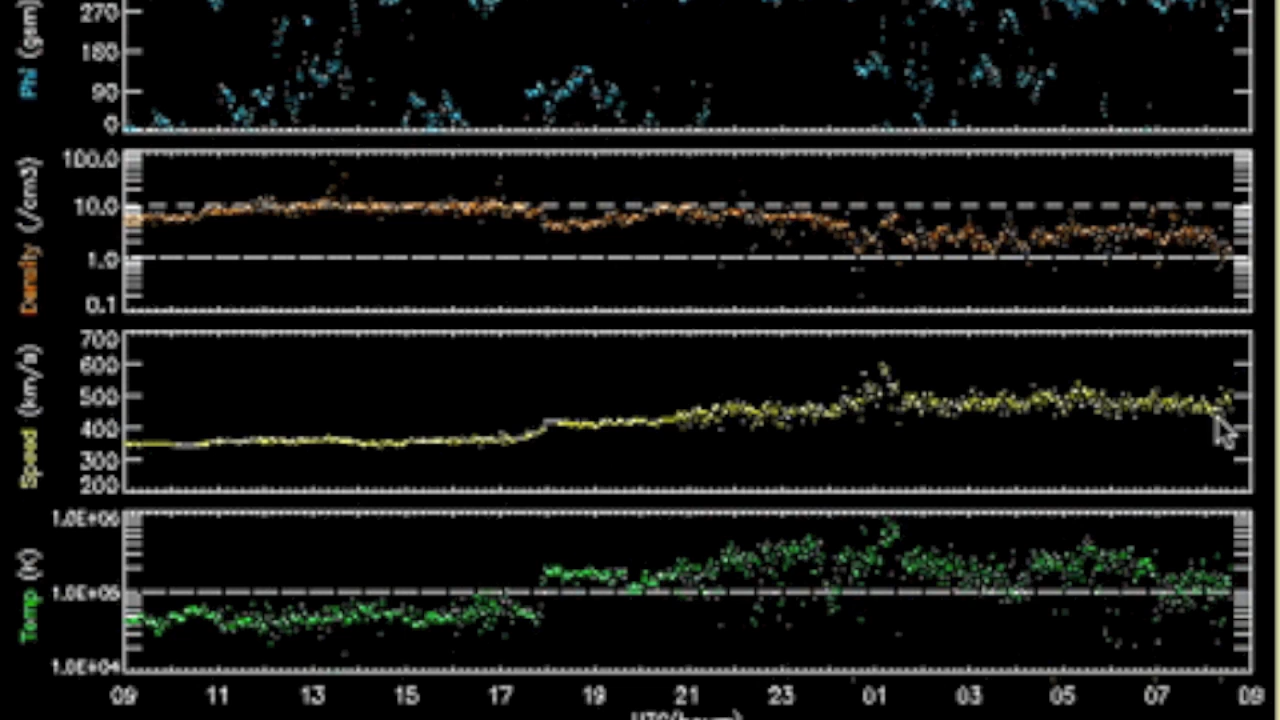 Phi (gsm)
270
180
90
0
Density (/cm3)
100.0
10.0
1.0
0.1
Speed (km/s)
700
600
500
400
300
200
Temp (K)
1.0E+06
1.0E+05
1.0E+04
09 11 13 15 17 19 21 23 01 03 05 07 09
UTC(hours)